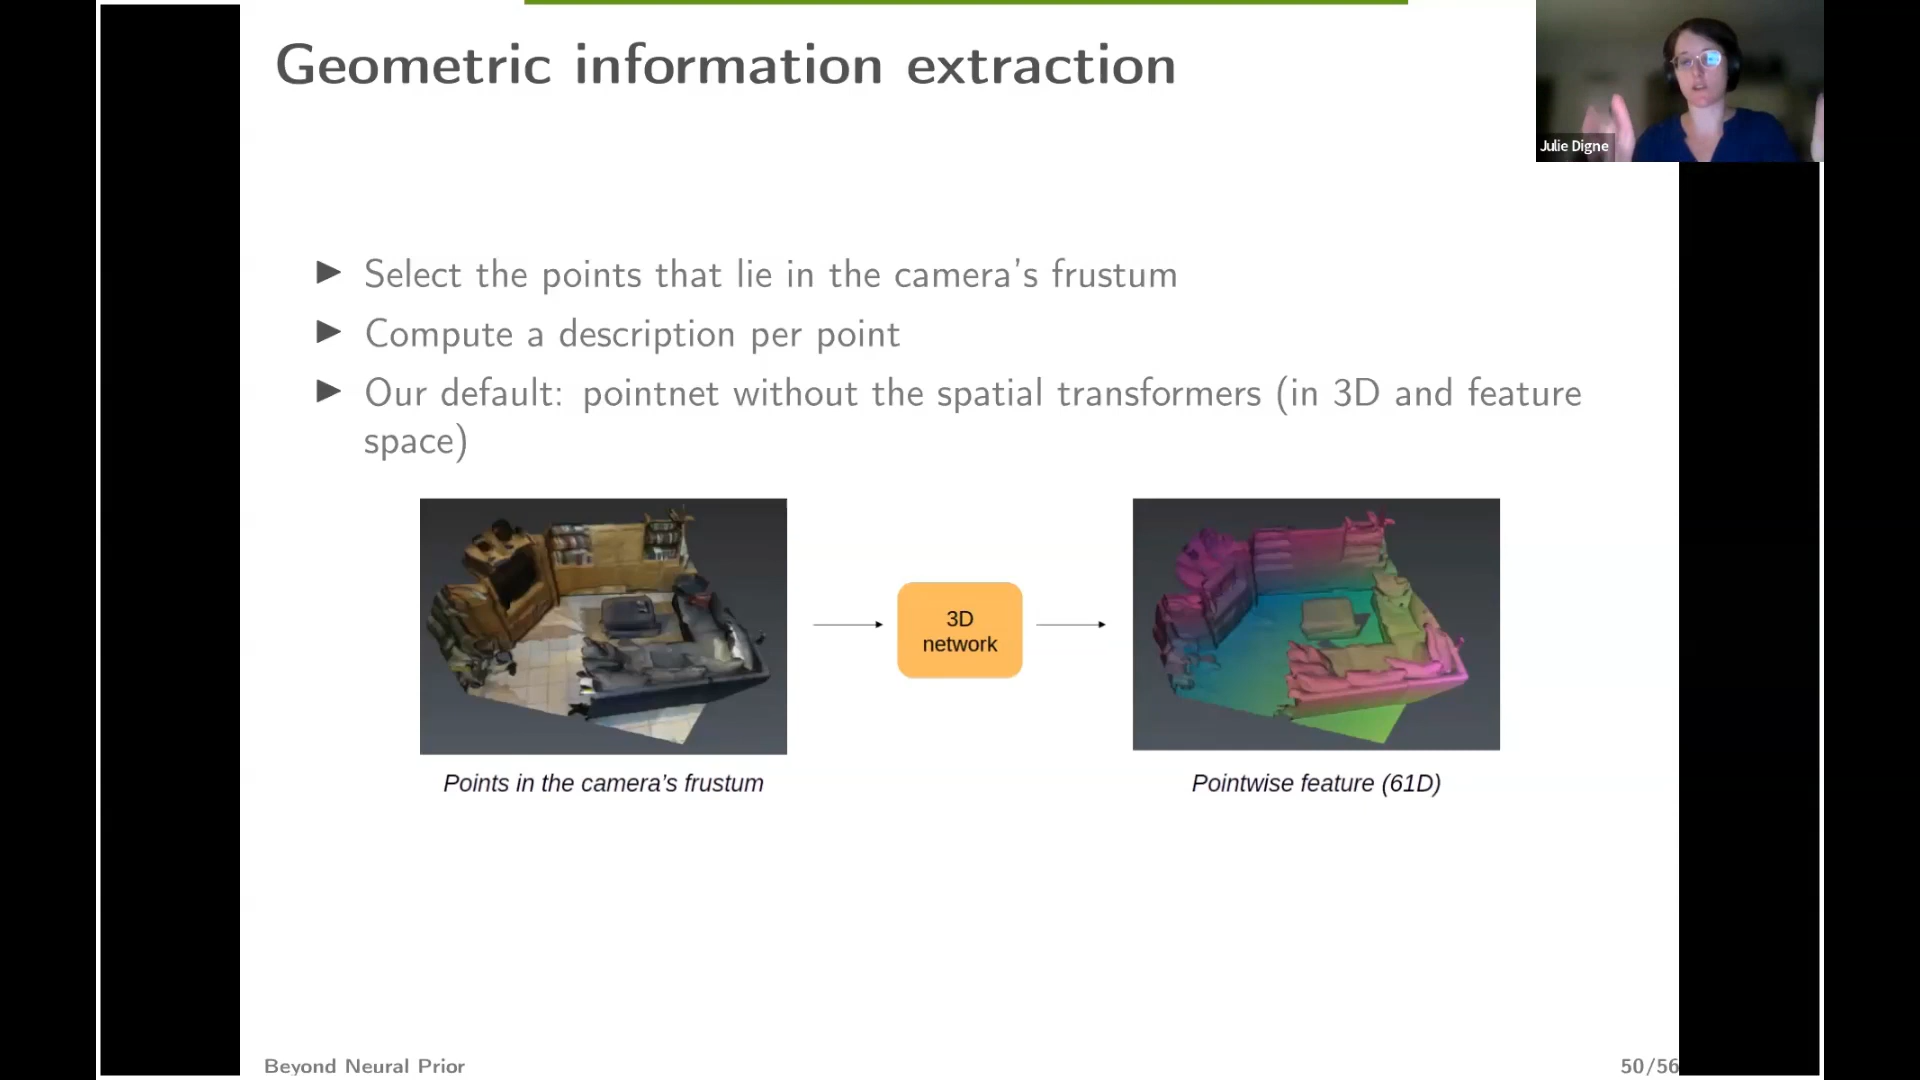 Geometric information extraction
Julie Digne
▶ Select the points that lie in the camera's frustum
▶ Compute a description per point
▶ Our default: pointnet without the spatial transformers (in 3D and feature
space)
3D
network
Points in the camera's frustum
Pointwise feature (61D)
Beyond Neural Prior
50/56